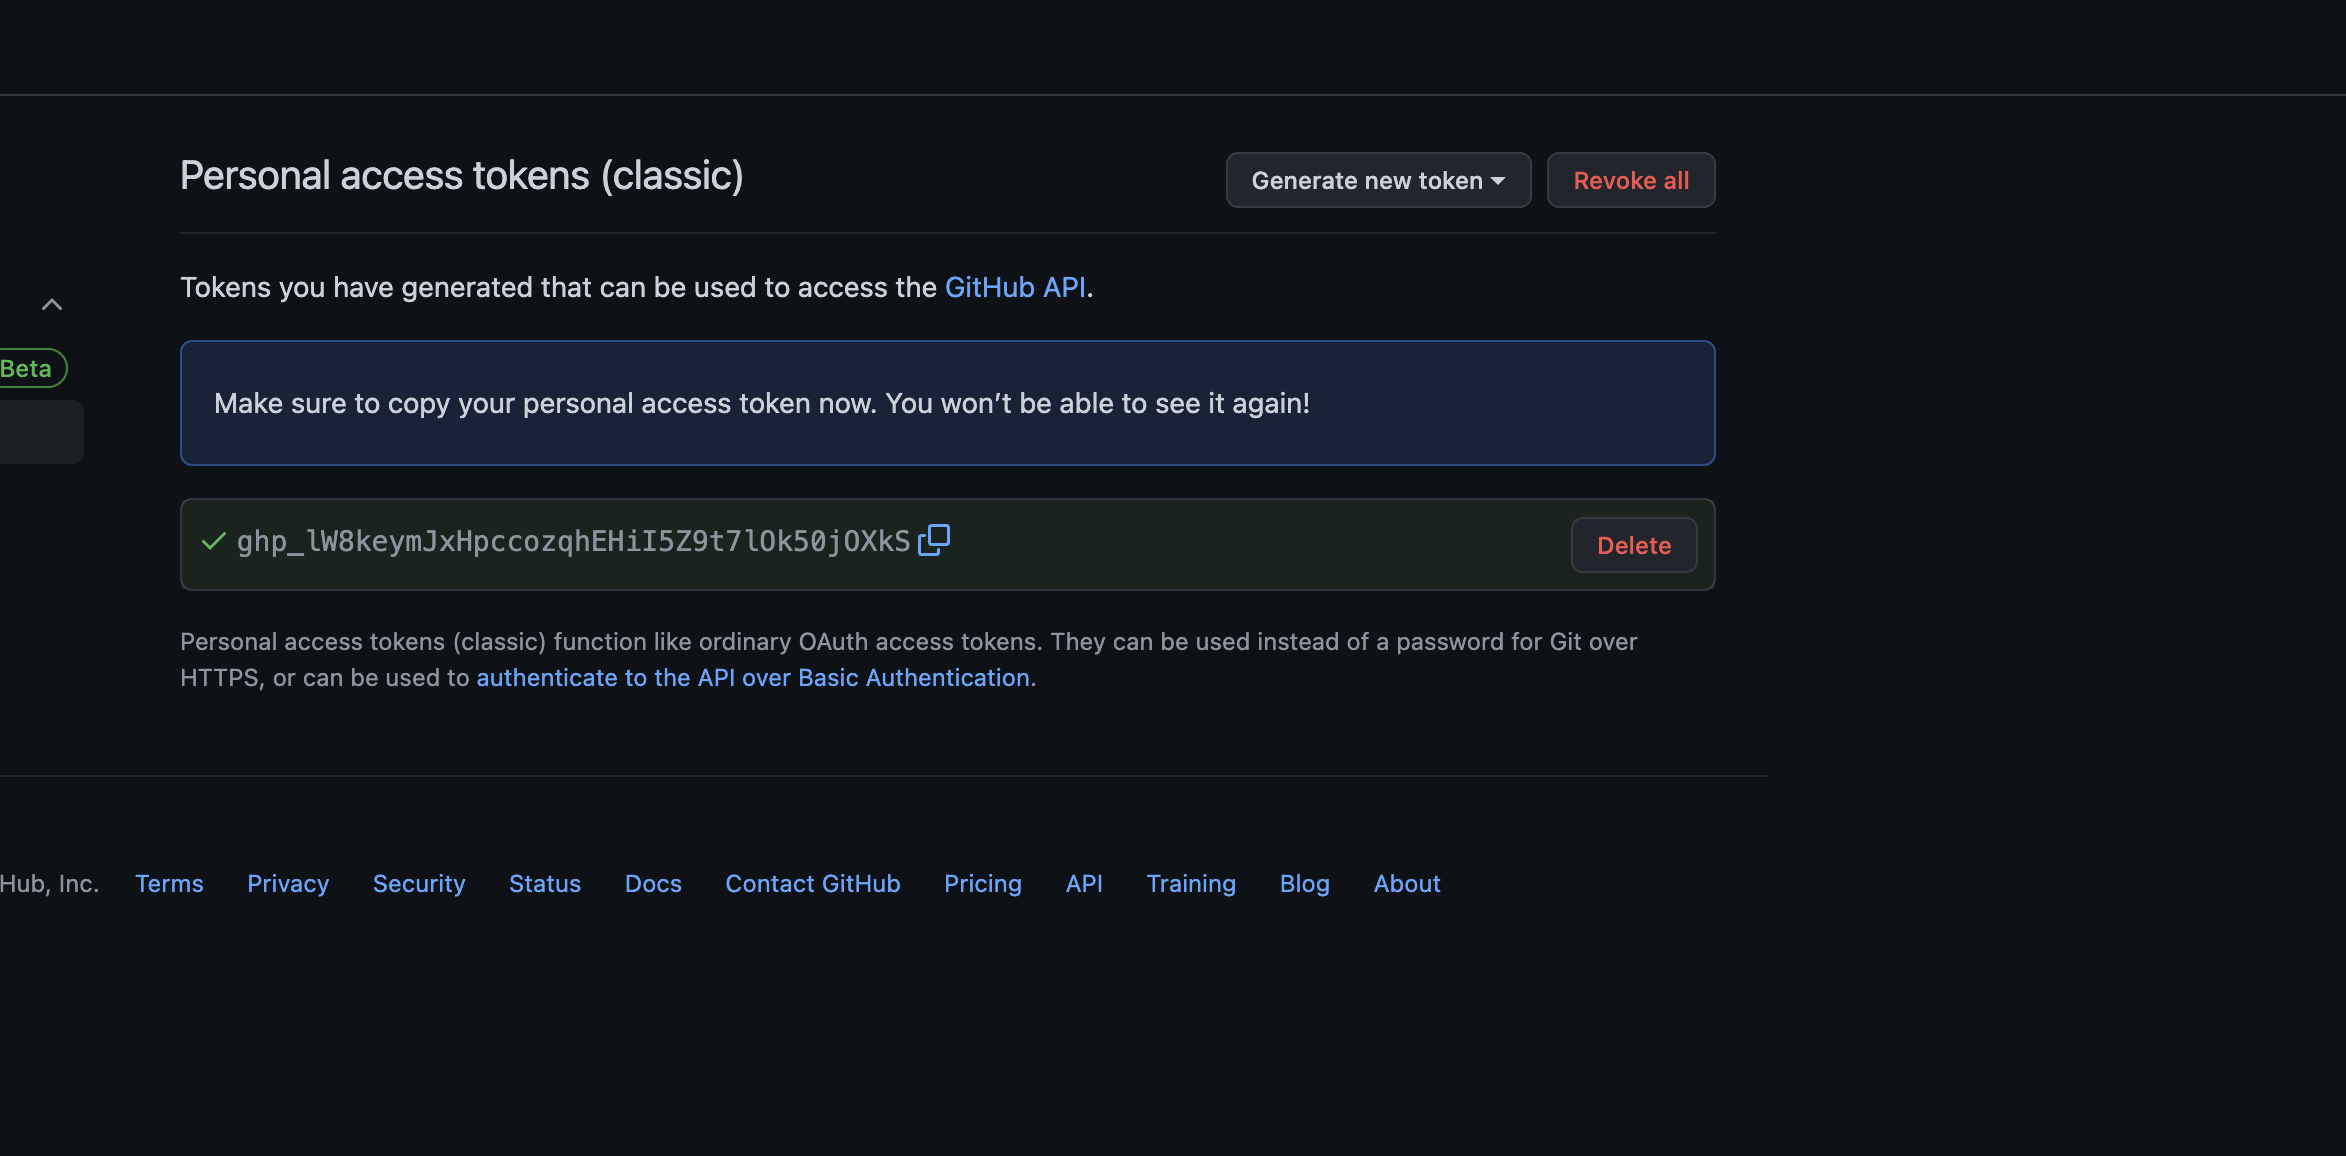 Personal access tokens (classic)
Generate new token
Revoke all
Tokens you have generated that can be used to access the GitHub API.
Beta
Make sure to copy your personal access token now. You won’t be able to see it again!
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
Delete
Personal access tokens (classic) function like ordinary OAuth access tokens. They can be used instead of a password for Git over
HTTPS, or can be used to authenticate to the API over Basic Authentication.
Hub, Inc. Terms Privacy Security Status Docs Contact GitHub Pricing API Training Blog About